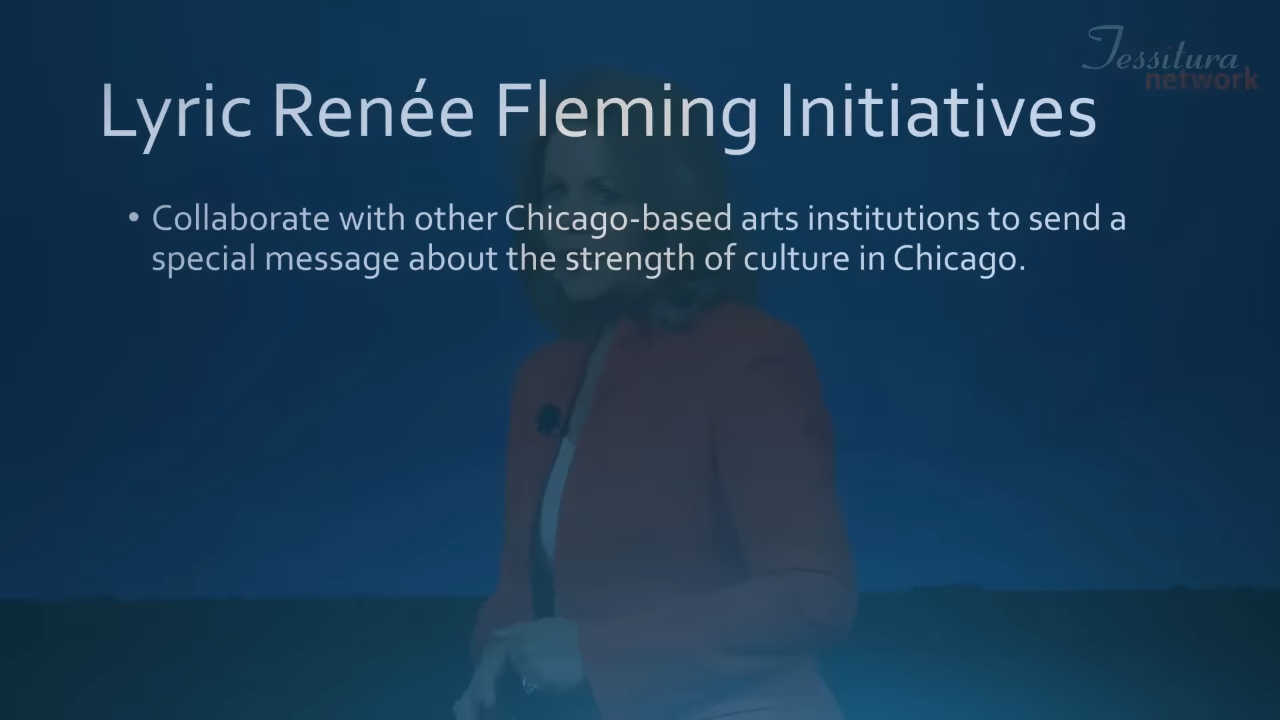 Tessitura
network
Lyric Renée Fleming Initiatives
• Collaborate with other Chicago-based arts institutions to send a
special message about the strength of culture in Chicago.